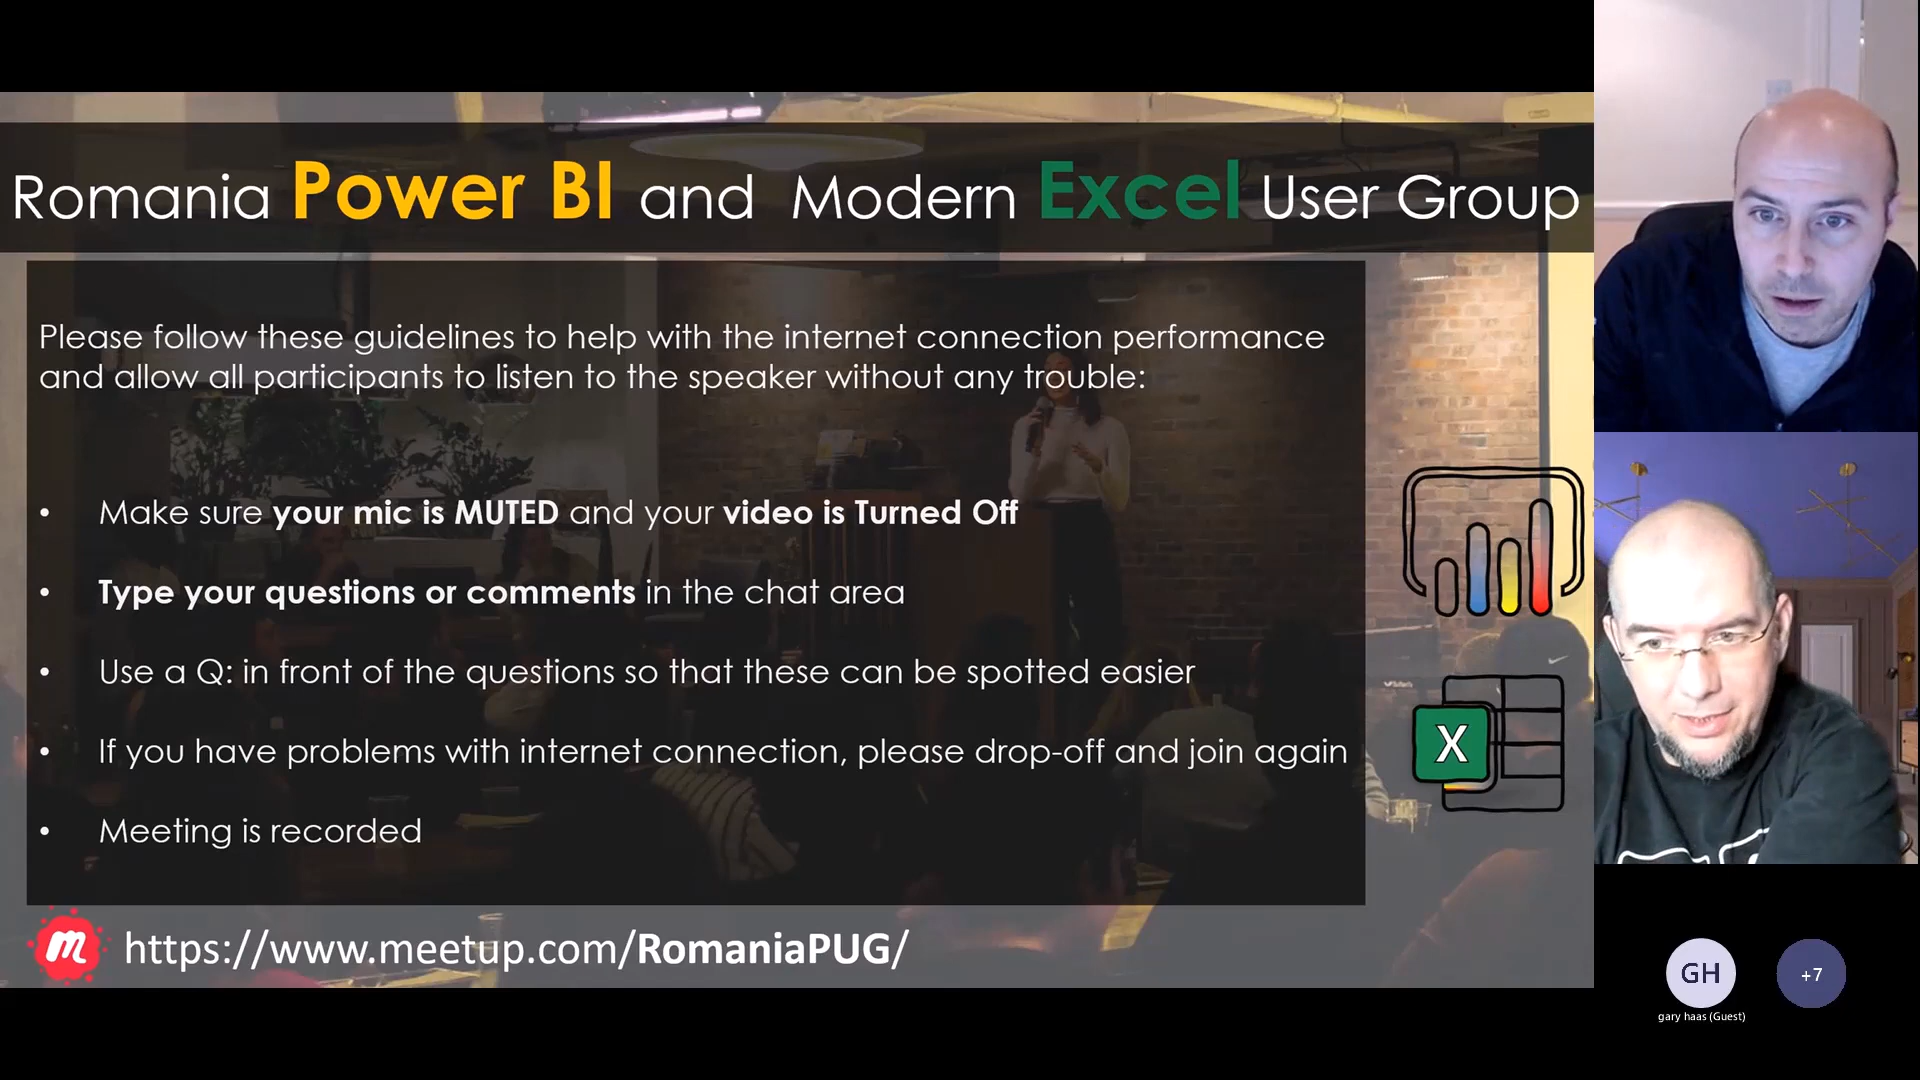 Romania Power BI and Modern Excel User Group
Please follow these guidelines to help with the internet connection performance
and allow all participants to listen to the speaker without any trouble:
• Make sure your mic is MUTED and your video is Turned Off
• Type your questions or comments in the chat area
• Use a Q: in front of the questions so that these can be spotted easier
• If you have problems with internet connection, please drop-off and join again
• Meeting is recorded
X
m https://www.meetup.com/RomaniaPUG/
GH
+7
gary haas (Guest)